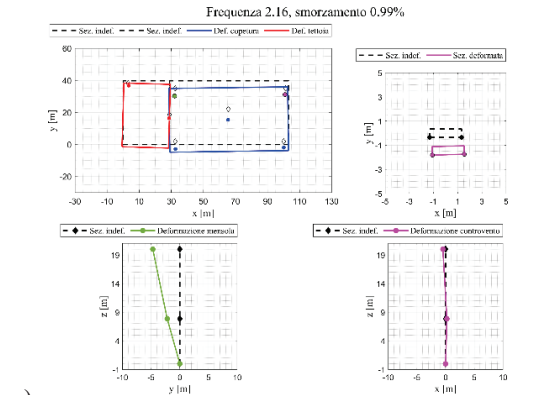 Frequenza 2.16, smorzamento 0.99%
Sez. indef. Sez. indef. Def. copetura Def. tettoia
60
40
20
0
-20
y [m]
-30 -10 10 30 50 70 90 110 130
x [m]
Sez. indef. Sez. deformata
5
3
1
-1
-3
-5
y [m]
-5 -3 -1 1 3 5
x [m]
Sez. indef. Deformazione mensola
19
14
9
4
-1
z [m]
-10 -5 0 5 10
y [m]
Sez. indef. Deformazione controvento
19
14
9
4
-1
z [m]
-10 -5 0 5 10
x [m]
)